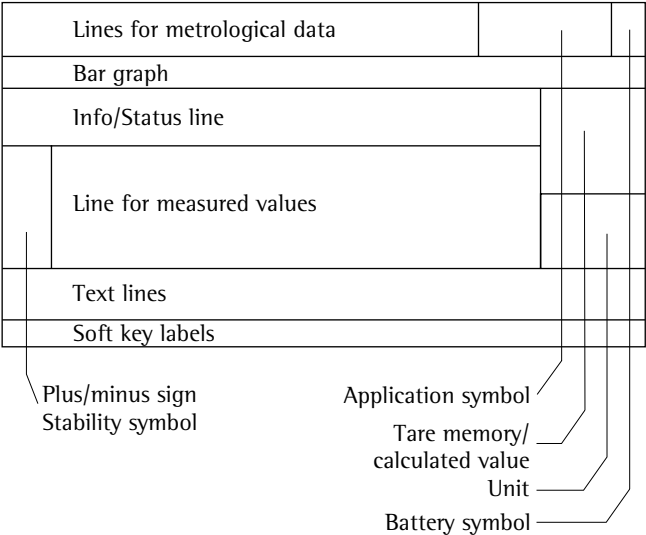 Lines for metrological data
Bar graph
Info/Status line
Line for measured values
Text lines
Soft key labels
Plus/minus sign
Stability symbol
Application symbol
Tare memory/
calculated value
Unit
Battery symbol